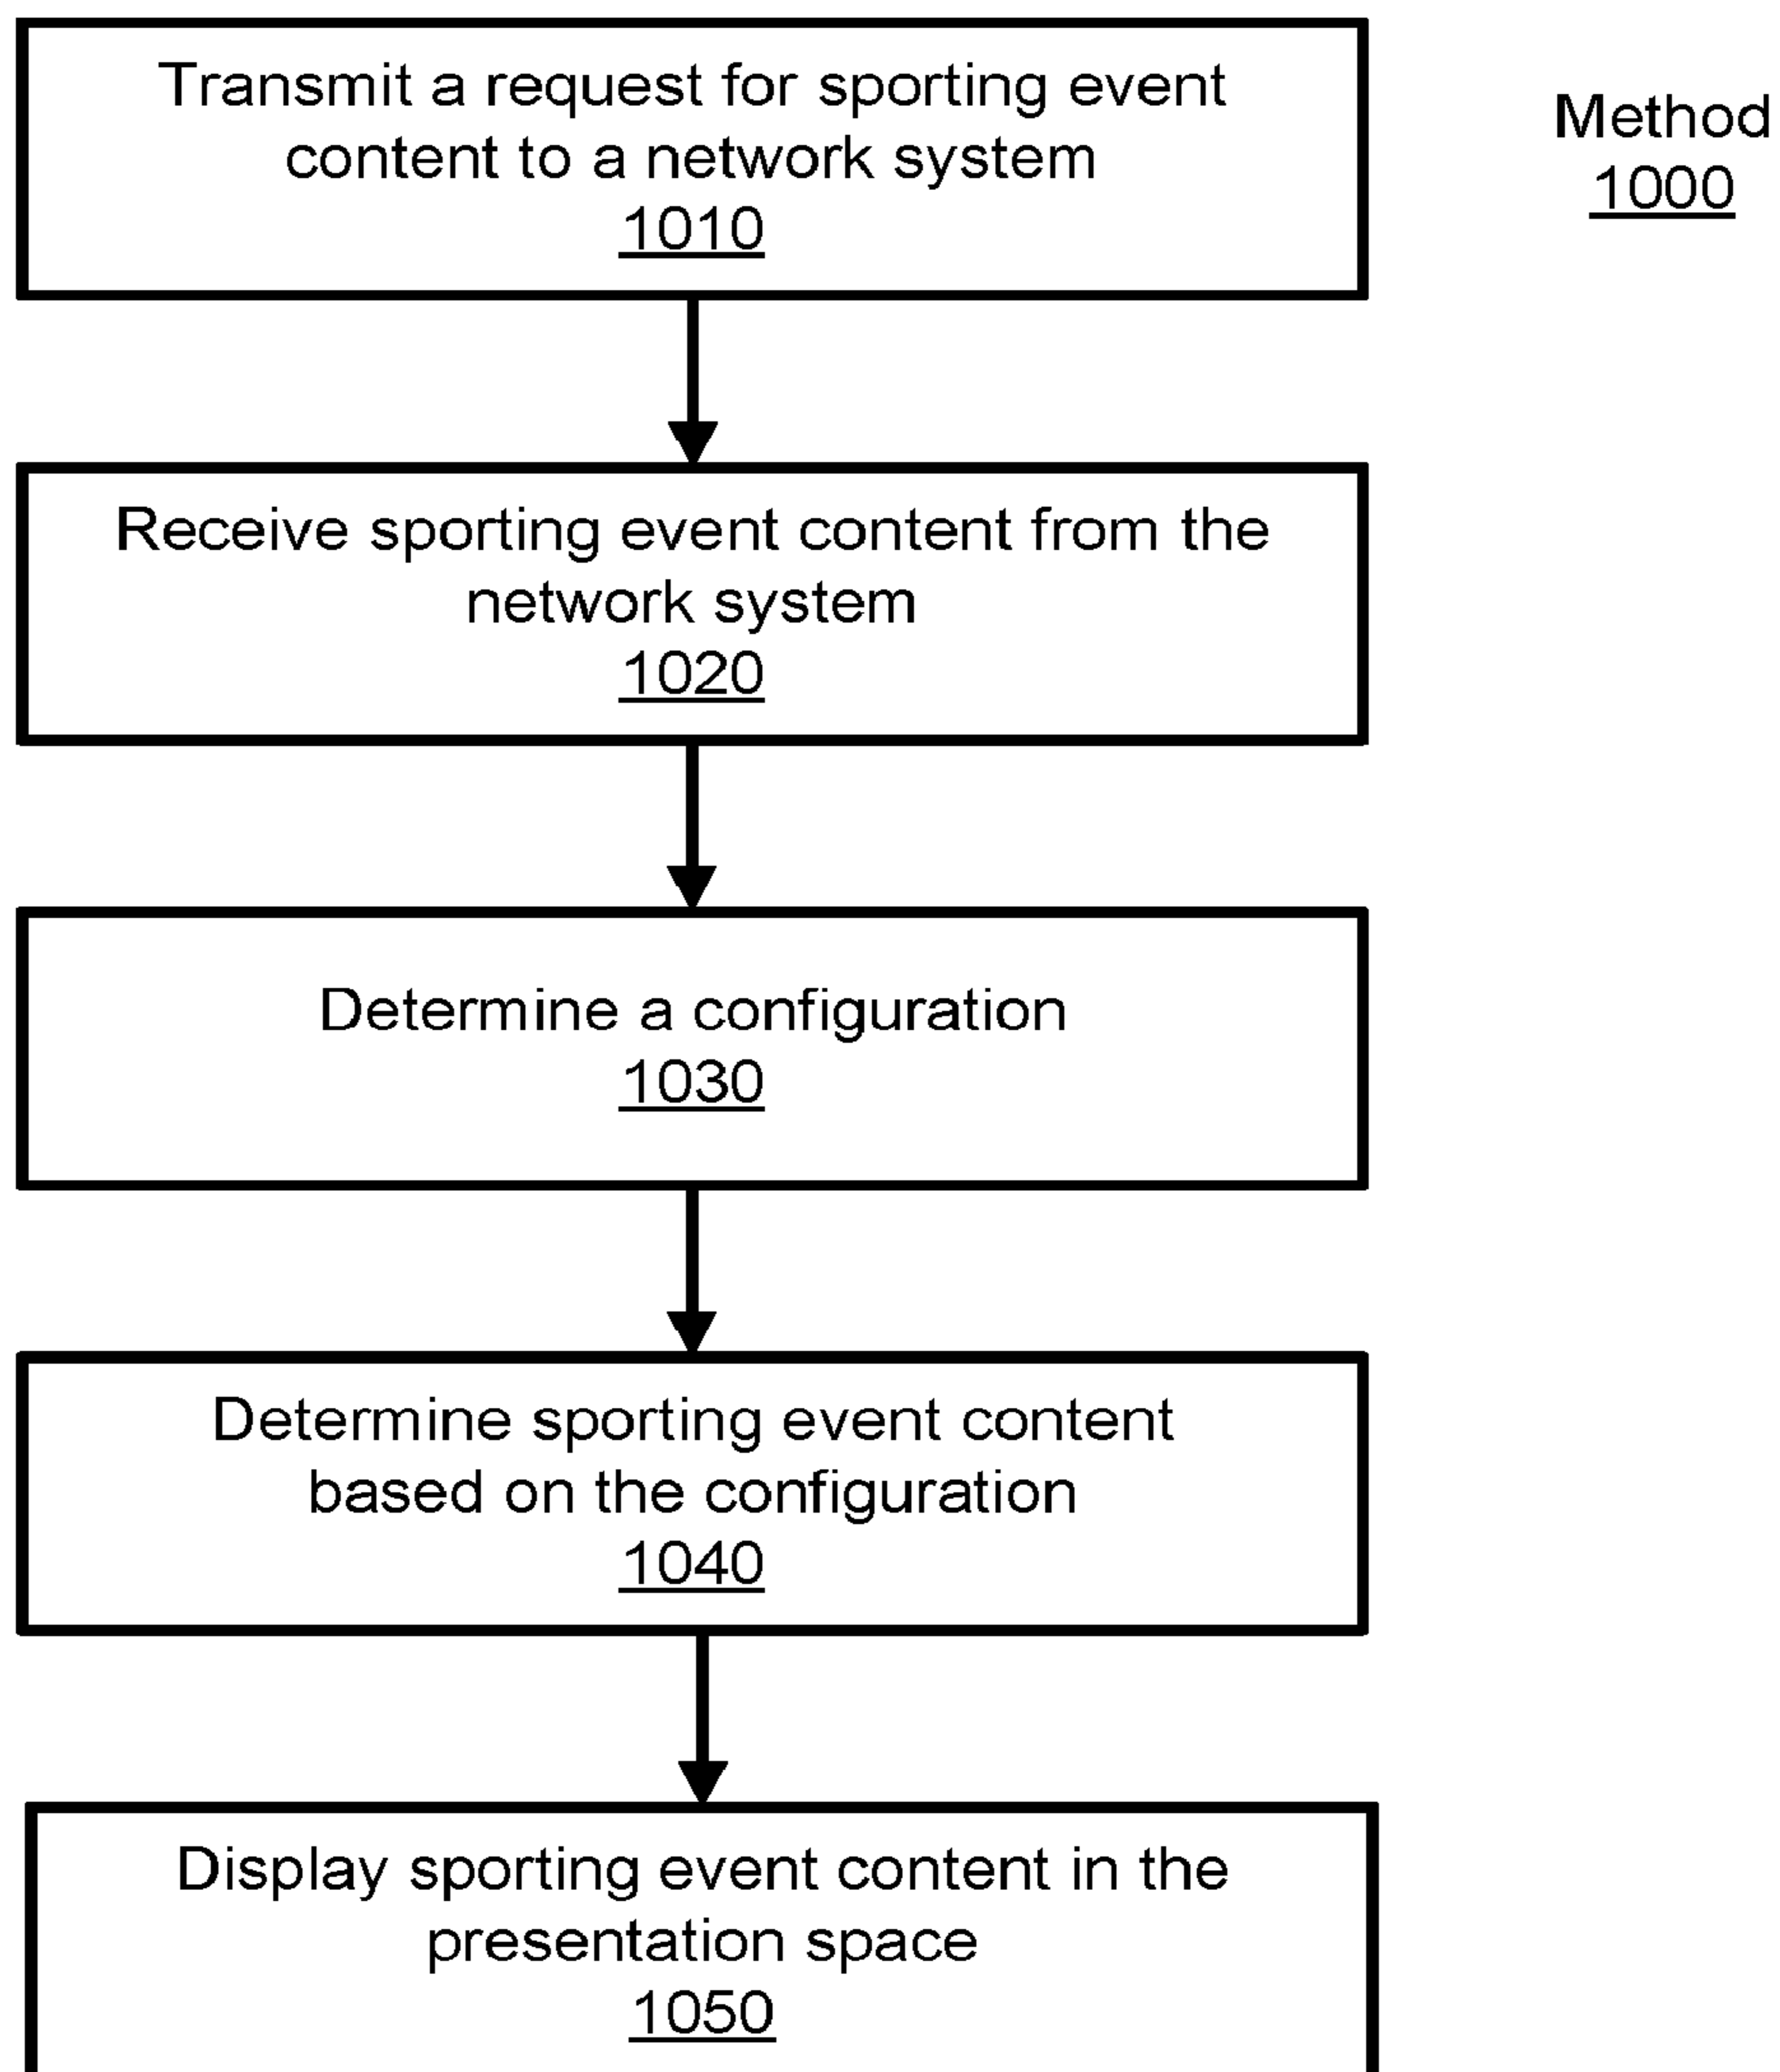 Transmit a request for sporting event
content to a network system
1010
Method
1000
Receive sporting event content from the
network system
1020
Determine a configuration
1030
Determine sporting event content
based on the configuration
1040
Display sporting event content in the
presentation space
1050